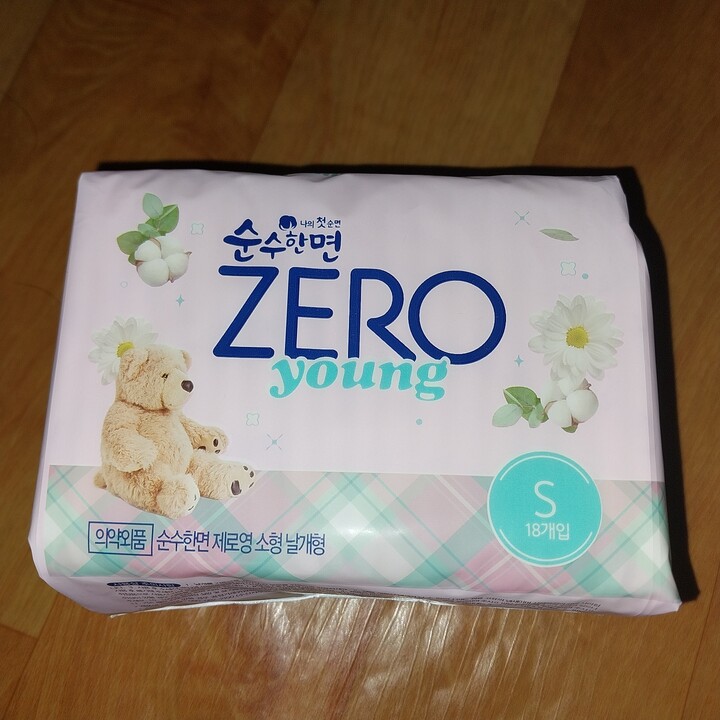 나의 첫 순면
순수한면
ZERO
young
S
18개입
의약외품 순수한면 제로영 소형 날개형